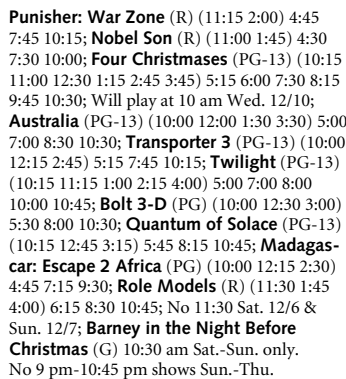 Punisher: War Zone (R) (11:15 2:00) 4:45
7:45 10:15; Nobel Son (R) (11:00 1:45) 4:30
7:30 10:00; Four Christmases (PG-13) (10:15
11:00 12:30 1:15 2:45 3:45) 5:15 6:00 7:30 8:15
9:45 10:30; Will play at 10 am Wed. 12/10;
Australia (PG-13) (10:00 12:00 1:30 3:30) 5:00
7:00 8:30 10:30; Transporter 3 (PG-13) (10:00
12:15 2:45) 5:15 7:45 10:15; Twilight (PG-13)
(10:15 11:15 1:00 2:15 4:00) 5:00 7:00 8:00
10:00 10:45; Bolt 3-D (PG) (10:00 12:30 3:00)
5:30 8:00 10:30; Quantum of Solace (PG-13)
(10:15 12:45 3:15) 5:45 8:15 10:45; Madagas-
car: Escape 2 Africa (PG) (10:00 12:15 2:30)
4:45 7:15 9:30; Role Models (R) (11:30 1:45
4:00) 6:15 8:30 10:45; No 11:30 Sat. 12/6 &
Sun. 12/7; Barney in the Night Before
Christmas (G) 10:30 am Sat.-Sun. only.
No 9 pm-10:45 pm shows Sun.-Thu.